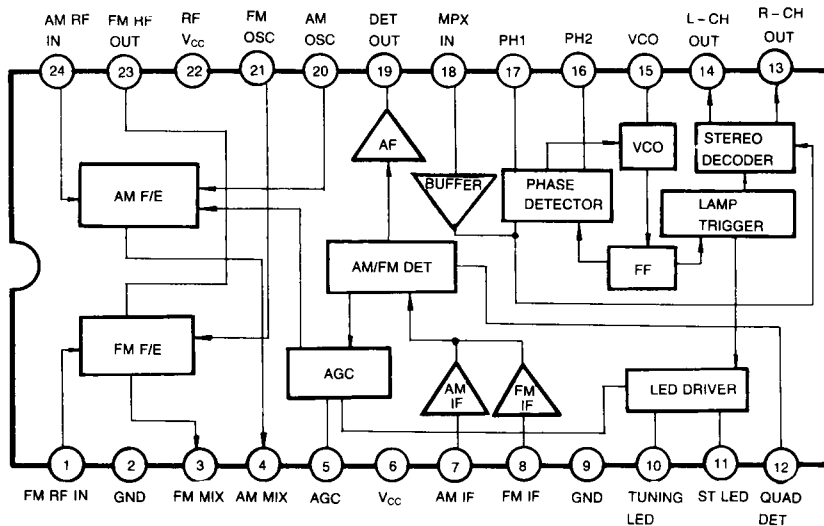 AM RF IN
FM RF OUT
RF VCC
FM OSC
AM OSC
DET OUT
MPX IN
PH1
PH2
VCO
L-CH OUT
R-CH OUT
24
23
22
21
20
19
18
17
16
15
14
13
AF
BUFFER
VCO
STEREO DECODER
AM F/E
PHASE DETECTOR
LAMP TRIGGER
AM/FM DET
FF
FM F/E
AGC
AM IF
FM IF
LED DRIVER
1
2
3
4
5
6
7
8
9
10
11
12
FM RF IN
GND
FM MIX
AM MIX
AGC
VCC
AM IF
FM IF
GND
TUNING LED
ST LED
QUAD DET